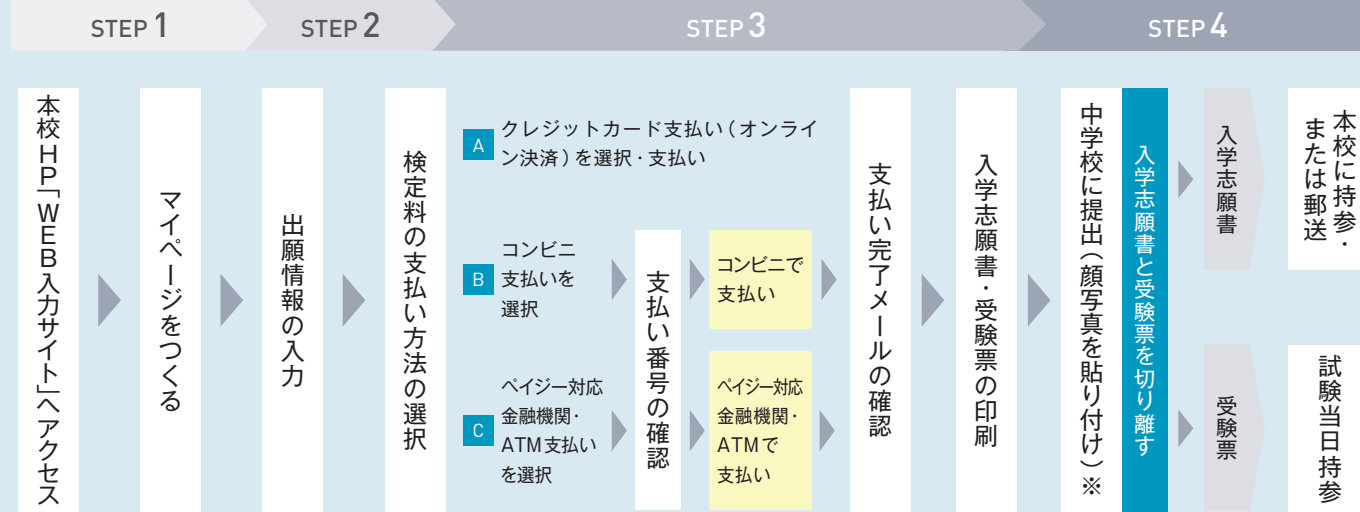 STEP 1
STEP 2
STEP 3
STEP 4
本校HP「WEB入力サイト」へアクセス
マイページをつくる
出願情報の入力
検定料の支払い方法の選択
A
クレジットカード支払い(オンライ
ン決済)を選択・支払い
B
コンビニ
支払いを
選択
C
ペイジー対応
金融機関・
ATM支払い
を選択
支払い番号の確認
コンビニで
支払い
ペイジー対応
金融機関・
ATMで
支払い
支払い完了メールの確認
入学志願書・受験票の印刷
中学校に提出(顔写真を貼り付け)※
入学志願書と受験票を切り離す
入学志願書
本校に持参・
または郵送
受験票
試験当日持参